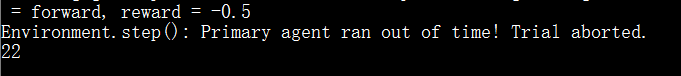 = forward, reward = -0.5
Environment.step(): Primary agent ran out of time! Trial aborted.
22